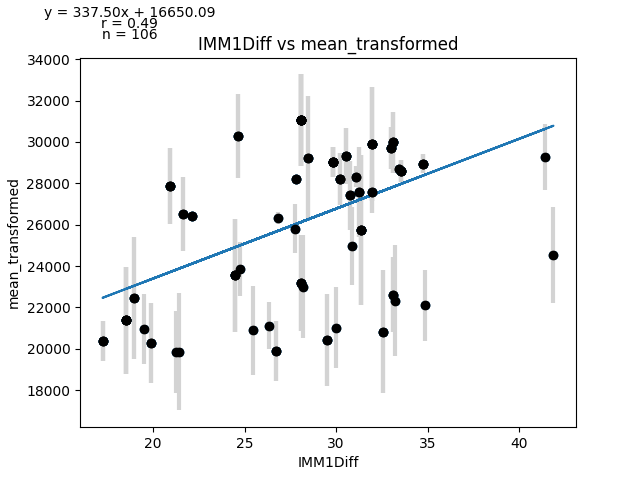 y = 337.50x + 16650.09
r = 0.49
n = 106
IMM1Diff vs mean_transformed
34000
32000
30000
28000
26000
24000
22000
20000
18000
mean_transformed
20
25
30
35
40
IMM1Diff